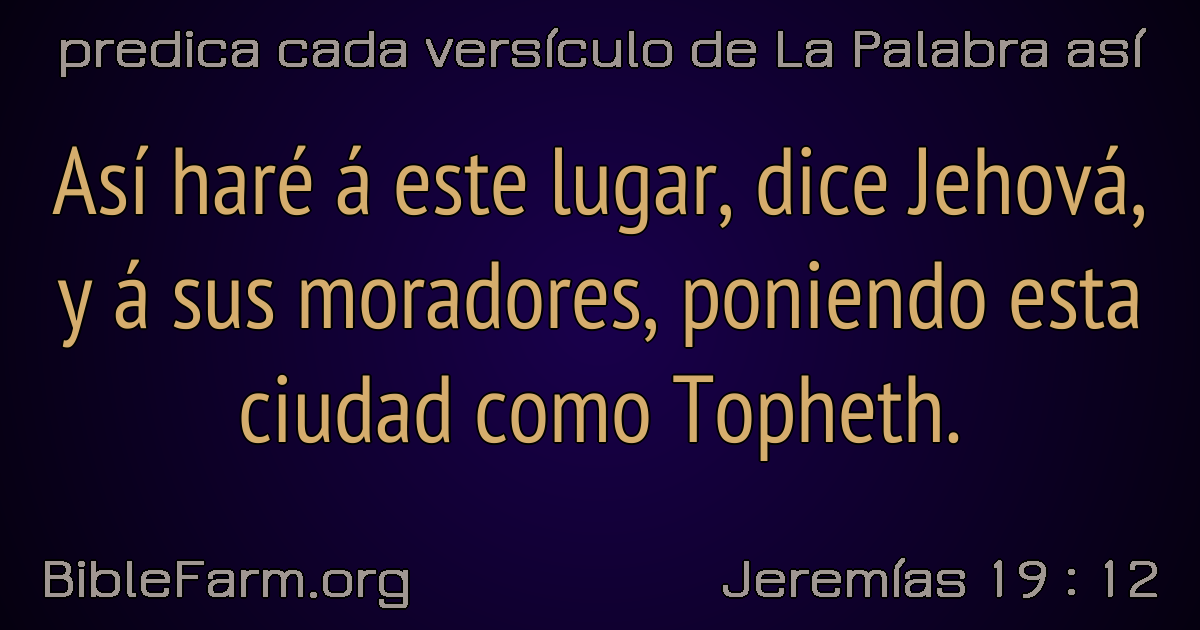 predica cada versículo de La Palabra así
Así haré á este lugar, dice Jehová,
y á sus moradores, poniendo esta
ciudad como Topheth.
BibleFarm.org
Jeremías 19 : 12